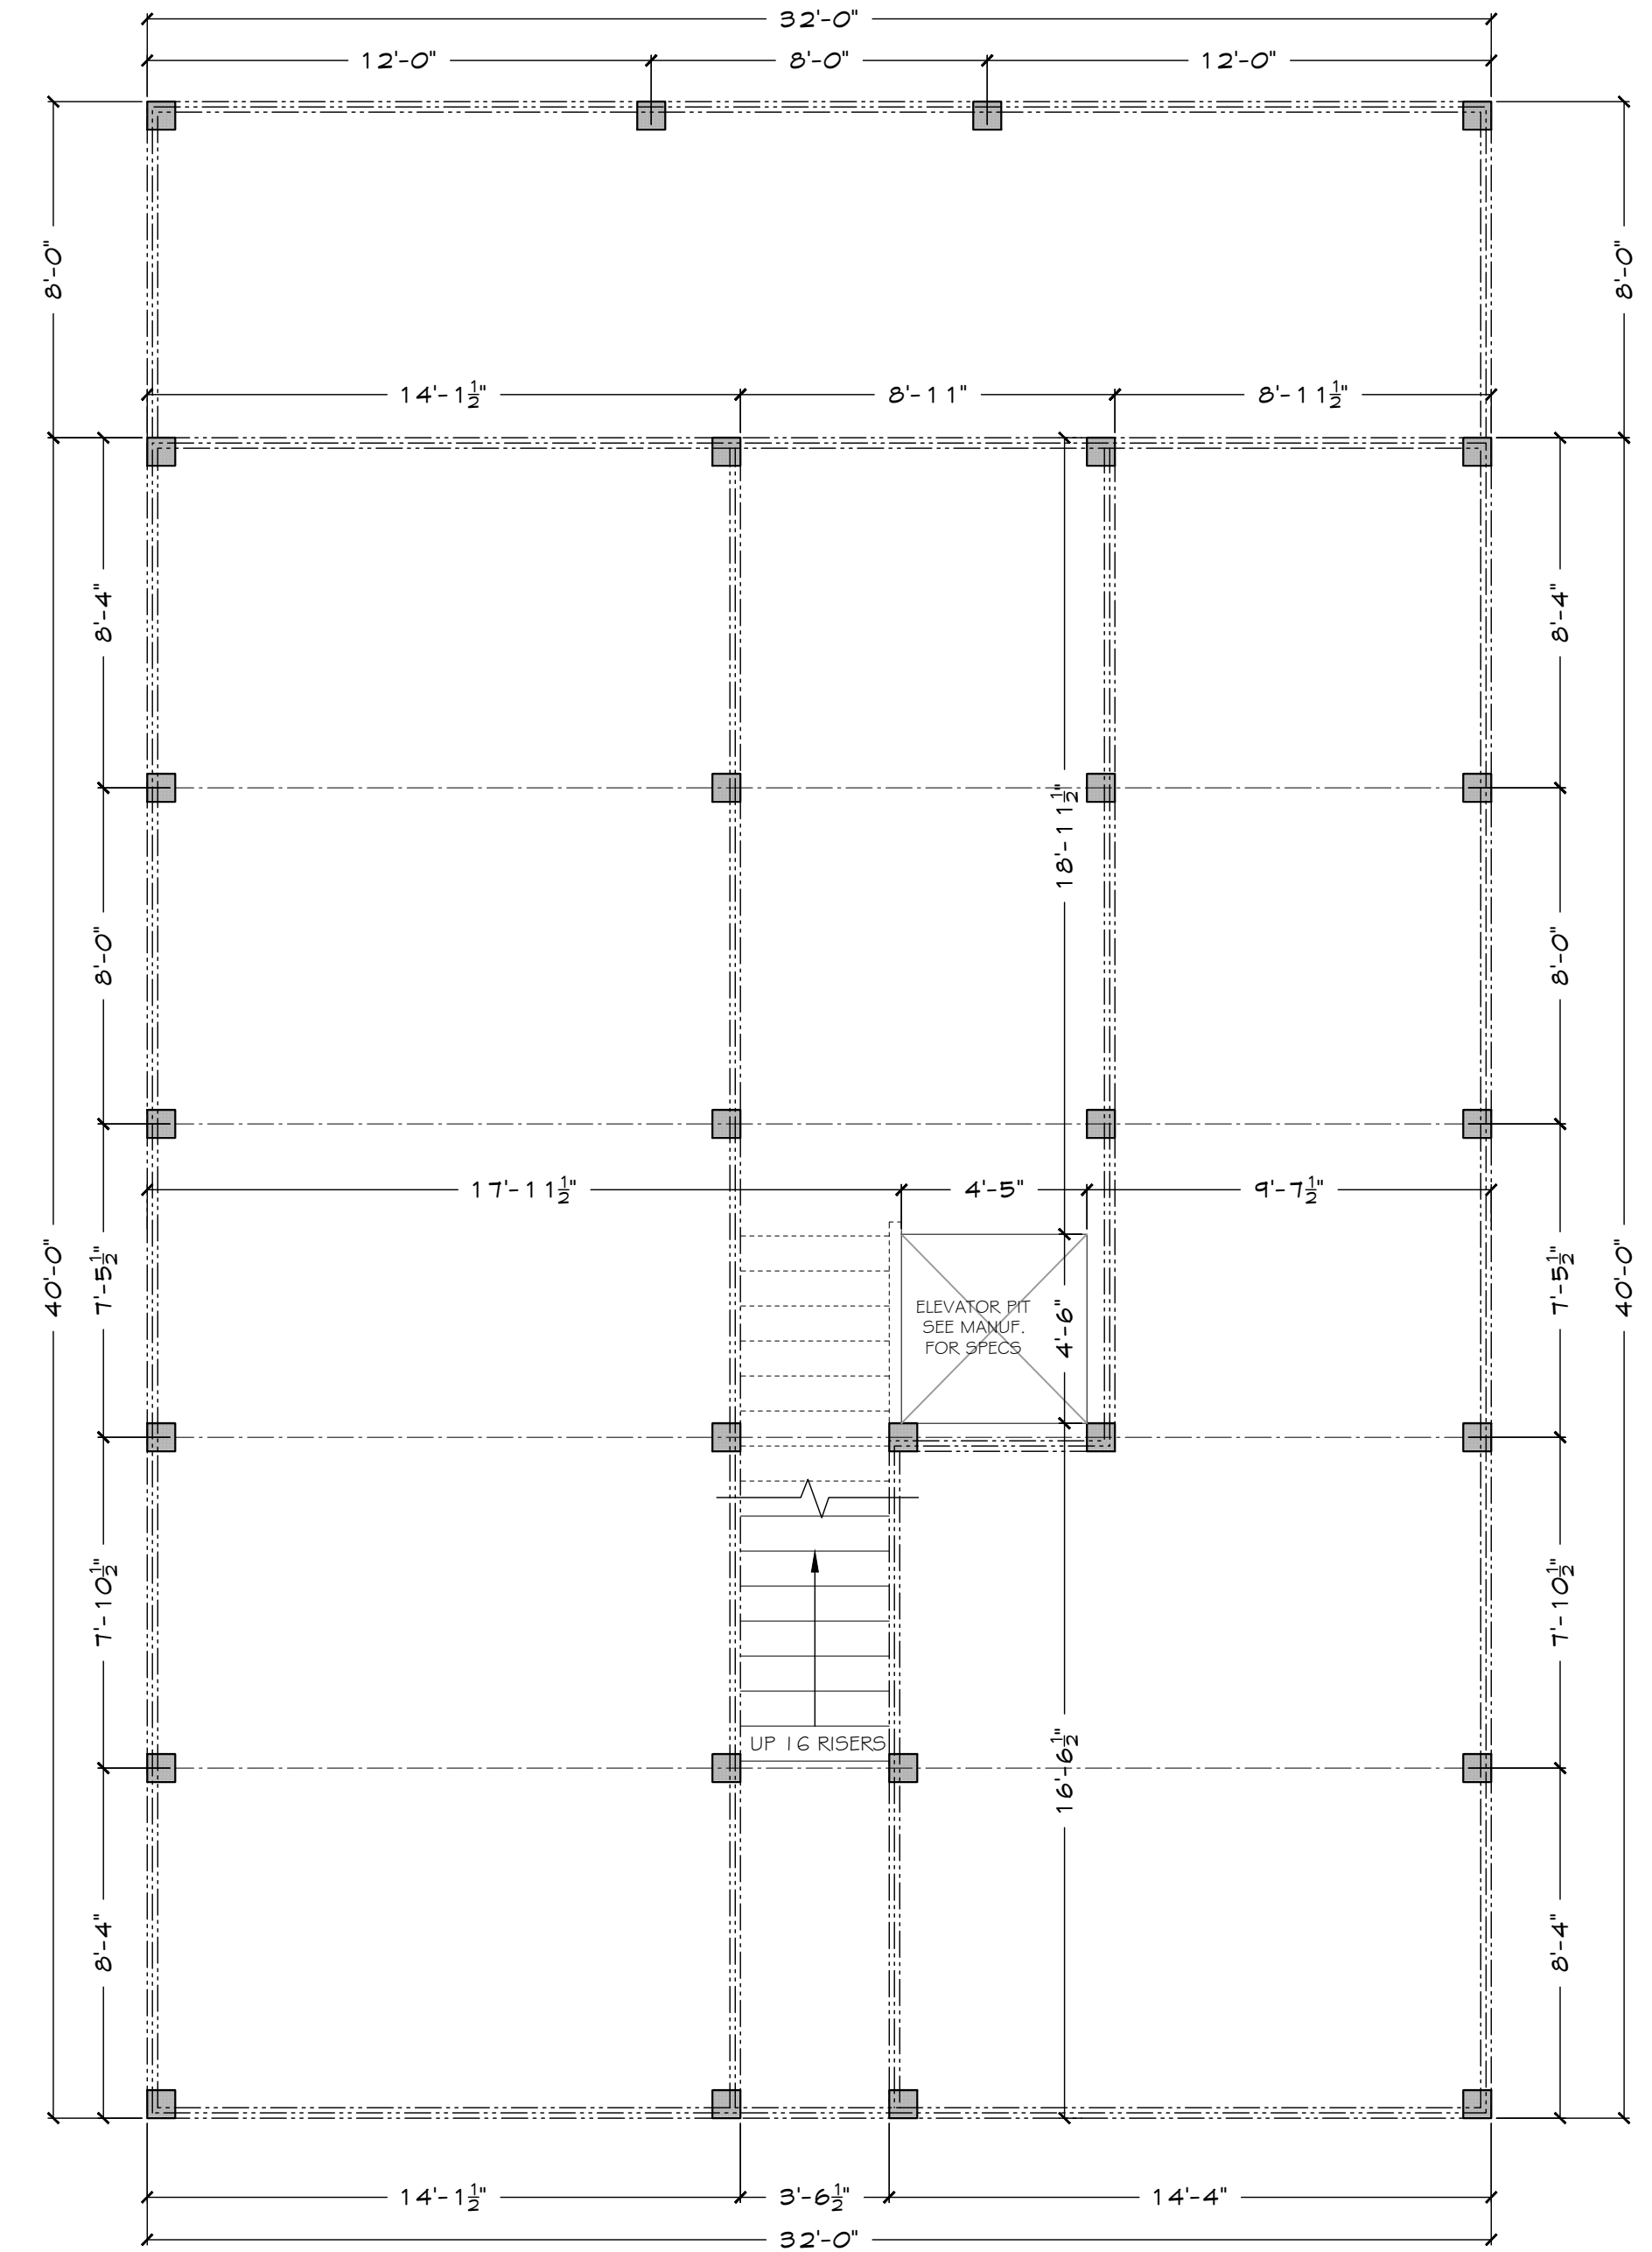 32'-0"
12'-0" 8'-0" 12'-0"
8'-0" 8'-0"
14'-1½" 8'-11" 8'-11½"
8'-4" 8'-4"
18'-11½"
8'-0" 8'-0"
17'-11½" 4'-5" 9'-7½"
40'-0" 7'-5½" 7'-5½" 40'-0"
ELEVATOR PIT
SEE MANUF.
FOR SPECS
4'-6"
7'-10½" 7'-10½"
UP 16 RISERS
16'-6½"
8'-4" 8'-4"
14'-1½" 3'-6½" 14'-4"
32'-0"